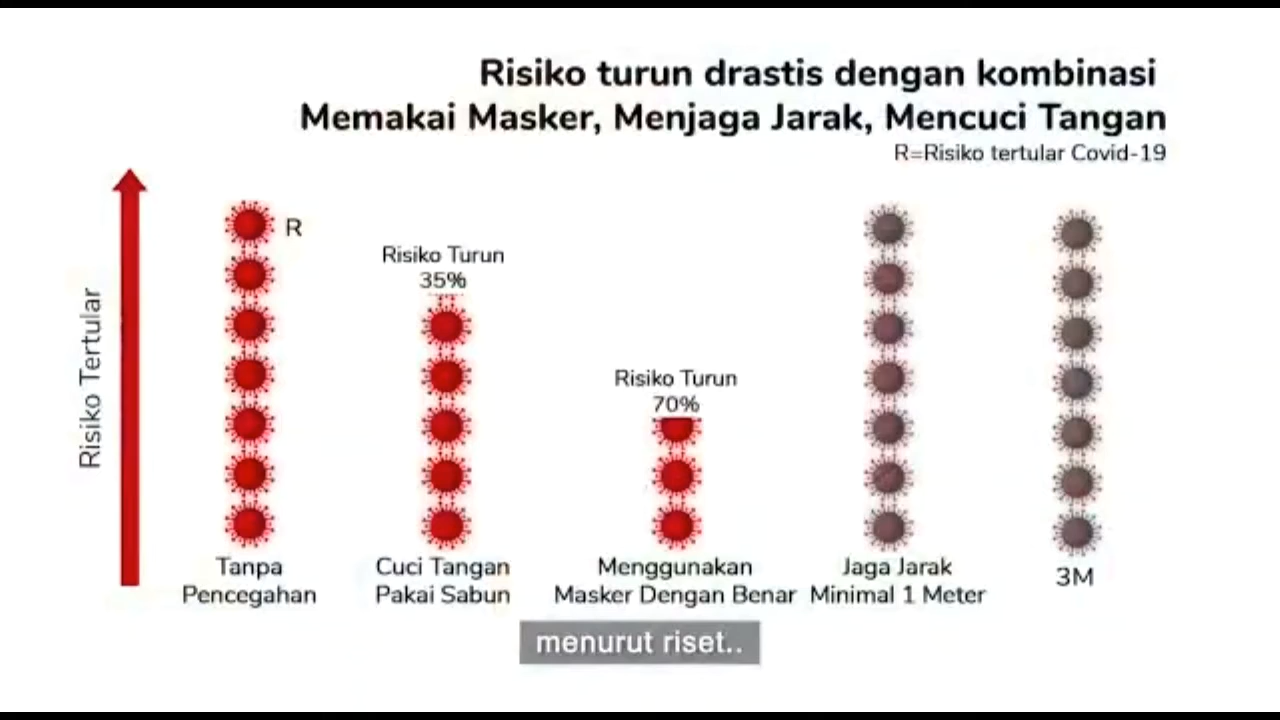 Risiko turun drastis dengan kombinasi
Memakai Masker, Menjaga Jarak, Mencuci Tangan
R=Risiko tertular Covid-19
Risiko Tertular
R
Risiko Turun
35%
Risiko Turun
70%
Tanpa
Pencegahan
Cuci Tangan
Pakai Sabun
Menggunakan
Masker Dengan Benar
Jaga Jarak
Minimal 1 Meter
3M
menurut riset..